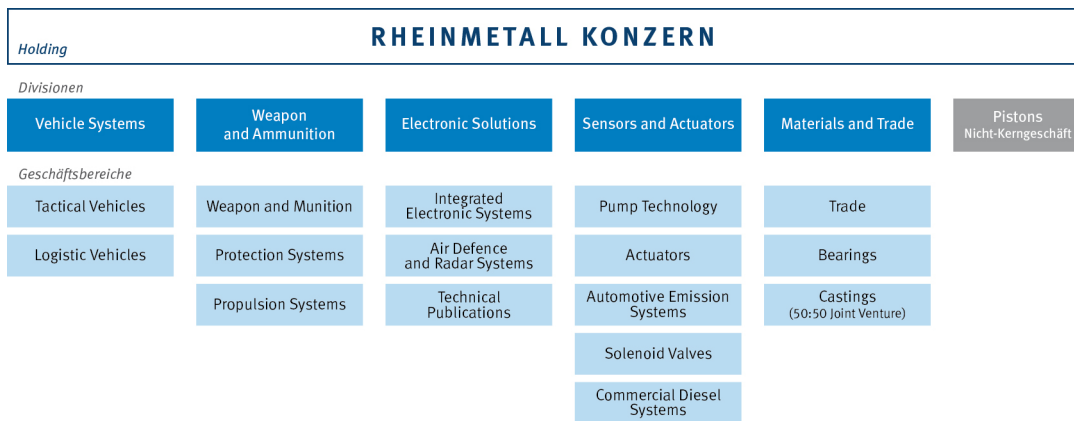 RHEINMETALL KONZERN
Holding
Divisionen
Vehicle Systems
Weapon
and Ammunition
Electronic Solutions
Sensors and Actuators
Materials and Trade
Pistons
Nicht-Kerngeschäft
Geschäftsbereiche
Tactical Vehicles
Logistic Vehicles
Weapon and Munition
Protection Systems
Propulsion Systems
Integrated
Electronic Systems
Air Defence
and Radar Systems
Technical
Publications
Pump Technology
Actuators
Automotive Emission
Systems
Solenoid Valves
Commercial Diesel
Systems
Trade
Bearings
Castings
(50:50 Joint Venture)